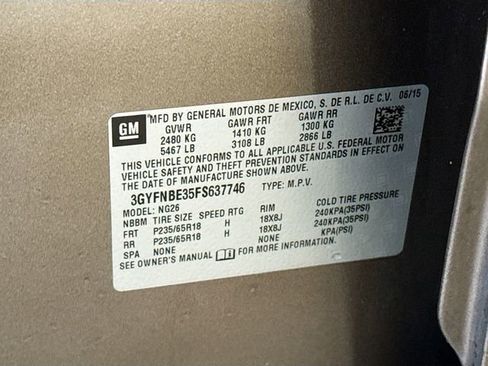 GM
MFD BY GENERAL MOTORS DE MEXICO, S. DE R.L. DE C.V. 06/15
GVWR GAWR FRT GAWR RR
2480 KG 1410 KG 1300 KG
5467 LB 3108 LB 2866 LB
THIS VEHICLE CONFORMS TO ALL APPLICABLE U.S. FEDERAL MOTOR
VEHICLE SAFETY AND THEFT PREVENTION STANDARDS IN EFFECT ON
THE DATE OF MANUFACTURE SHOWN ABOVE.
3GYFNBE35FS637746 TYPE: M.P.V.
MODEL: NG26
NBBM TIRE SIZE SPEED RTG RIM COLD TIRE PRESSURE
FRT P235/65R18 H 18X8J 240KPA(35PSI)
RR P235/65R18 H 18X8J 240KPA(35PSI)
SPA NONE NONE KPA(PSI)
SEE OWNER'S MANUAL FOR MORE INFORMATION.